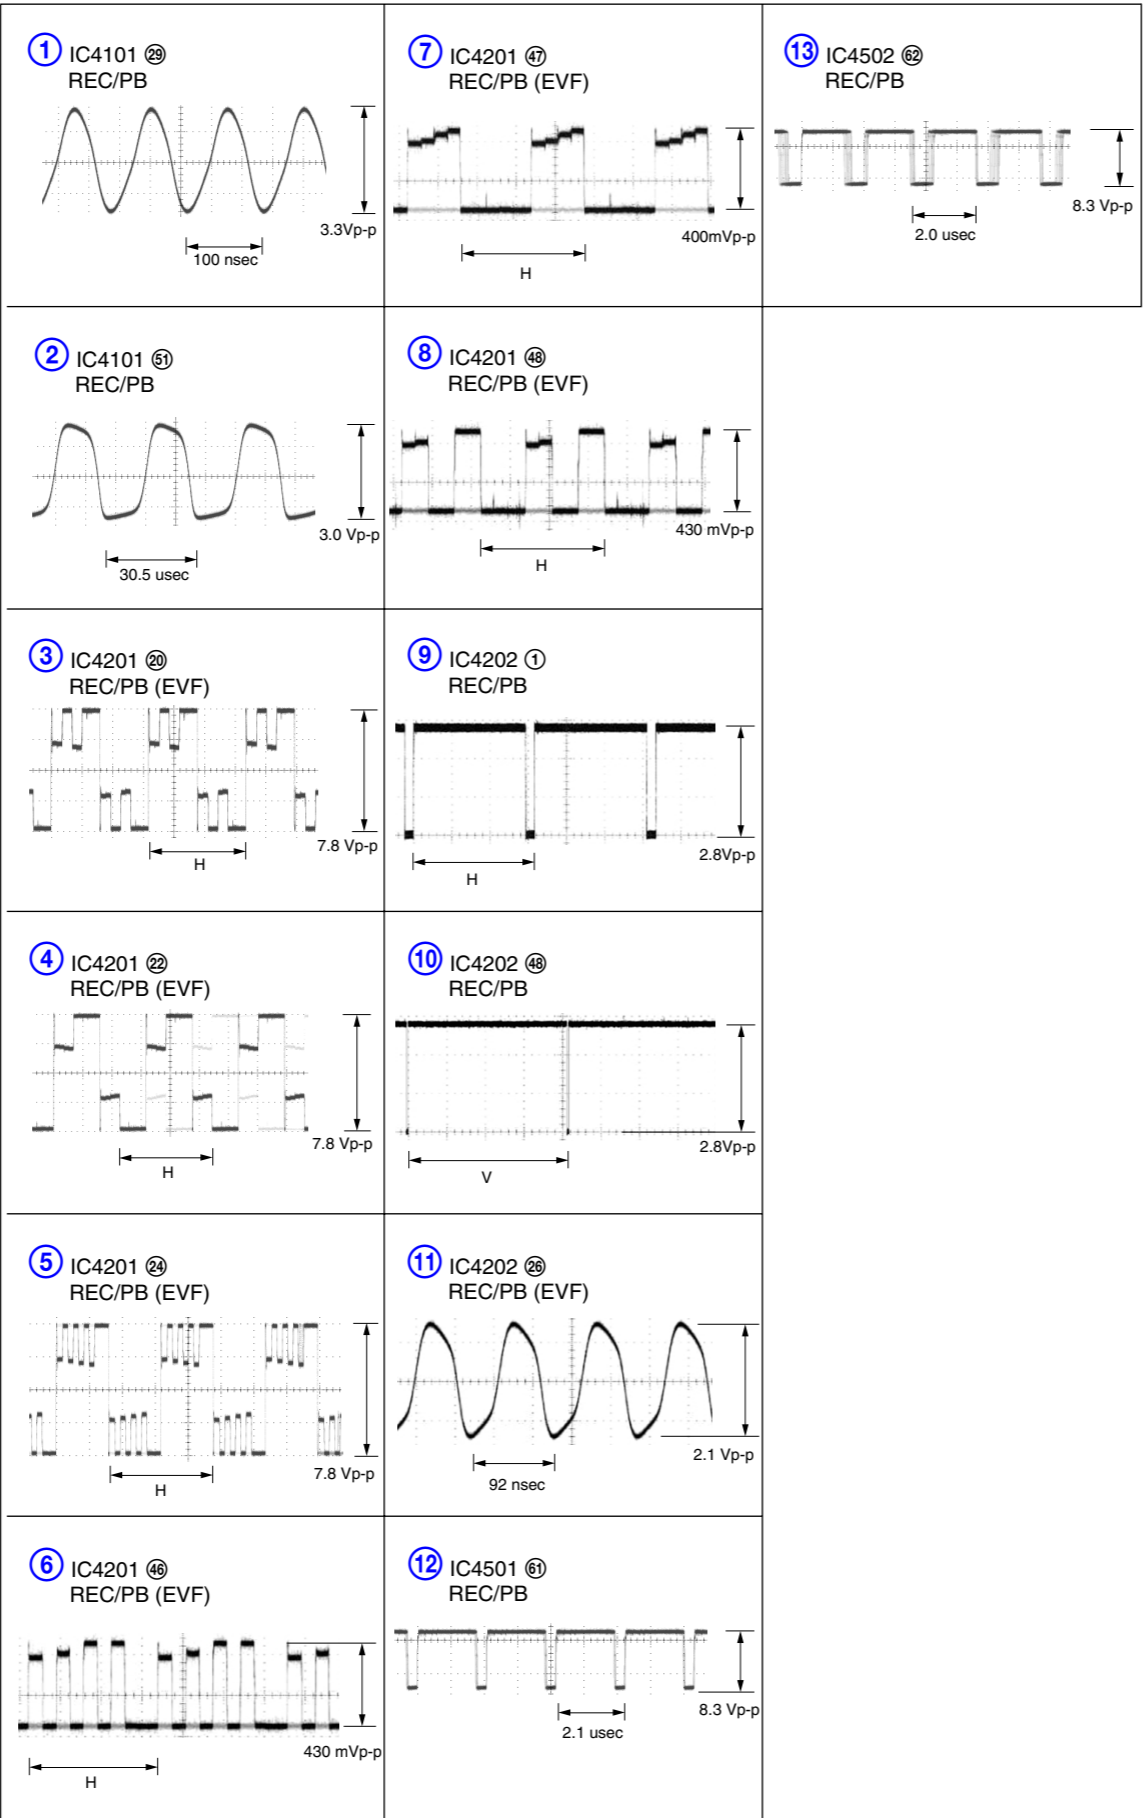 ① IC4101 ㉙
REC/PB
3.3Vp-p
100 nsec
② IC4101 51
REC/PB
3.0 Vp-p
30.5 usec
③ IC4201 ⑳
REC/PB (EVF)
7.8 Vp-p
H
④ IC4201 ㉒
REC/PB (EVF)
7.8 Vp-p
H
⑤ IC4201 ㉔
REC/PB (EVF)
7.8 Vp-p
H
⑥ IC4201 ㊻
REC/PB (EVF)
430 mVp-p
H
⑦ IC4201 ㊼
REC/PB (EVF)
400mVp-p
H
⑧ IC4201 ㊽
REC/PB (EVF)
430 mVp-p
H
⑨ IC4202 ①
REC/PB
2.8Vp-p
H
⑩ IC4202 ㊽
REC/PB
2.8Vp-p
V
⑪ IC4202 ㉖
REC/PB (EVF)
2.1 Vp-p
92 nsec
⑫ IC4501 61
REC/PB
8.3 Vp-p
2.1 usec
⑬ IC4502 62
REC/PB
8.3 Vp-p
2.0 usec